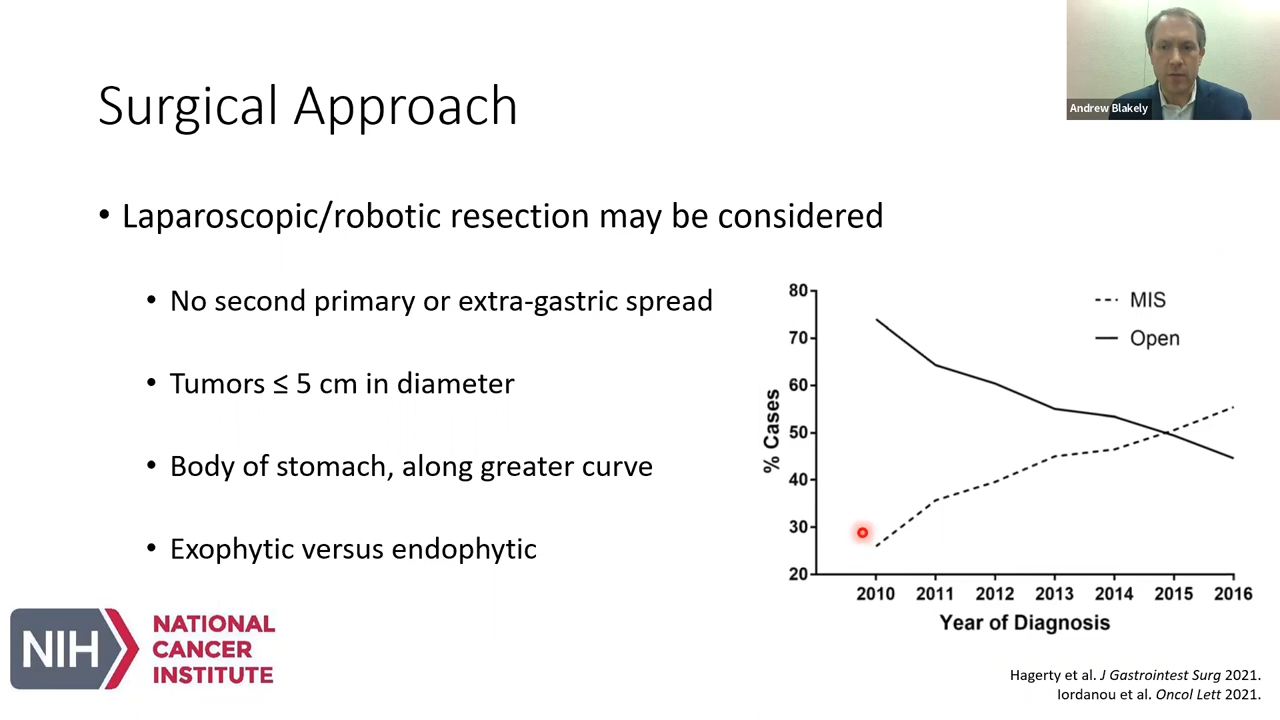 Andrew Blakely
Surgical Approach
• Laparoscopic/robotic resection may be considered
• No second primary or extra-gastric spread
• Tumors ≤ 5 cm in diameter
• Body of stomach, along greater curve
• Exophytic versus endophytic
MIS
Open
80
70
60
50
40
30
20
% Cases
2010 2011 2012 2013 2014 2015 2016
Year of Diagnosis
NIH
NATIONAL
CANCER
INSTITUTE
Hagerty et al. J Gastrointest Surg 2021.
Iordanou et al. Oncol Lett 2021.